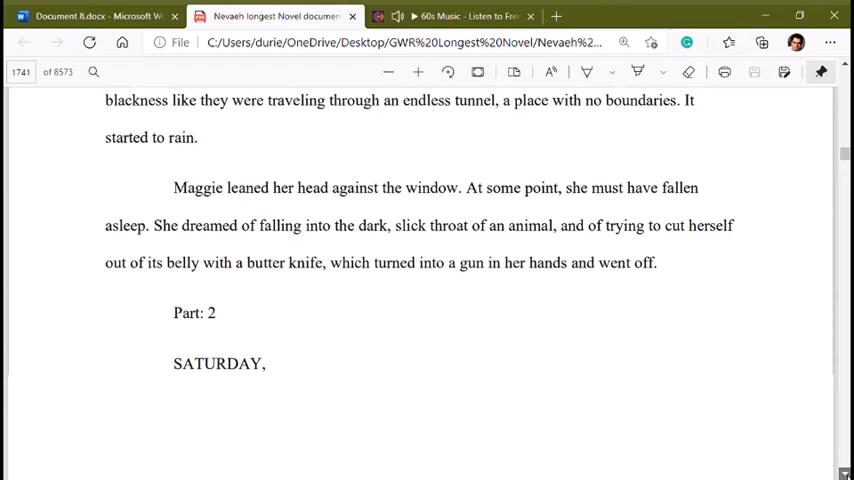 Document 8.docx - Microsoft W
Nevaeh longest Novel documen
60s Music - Listen to Fre
File
C:/Users/durie/OneDrive/Desktop/GWR%20Longest%20Novel/Nevaeh%2...
1741 of 8573
blackness like they were traveling through an endless tunnel, a place with no boundaries. It
started to rain.
Maggie leaned her head against the window. At some point, she must have fallen
asleep. She dreamed of falling into the dark, slick throat of an animal, and of trying to cut herself
out of its belly with a butter knife, which turned into a gun in her hands and went off.
Part: 2
SATURDAY,